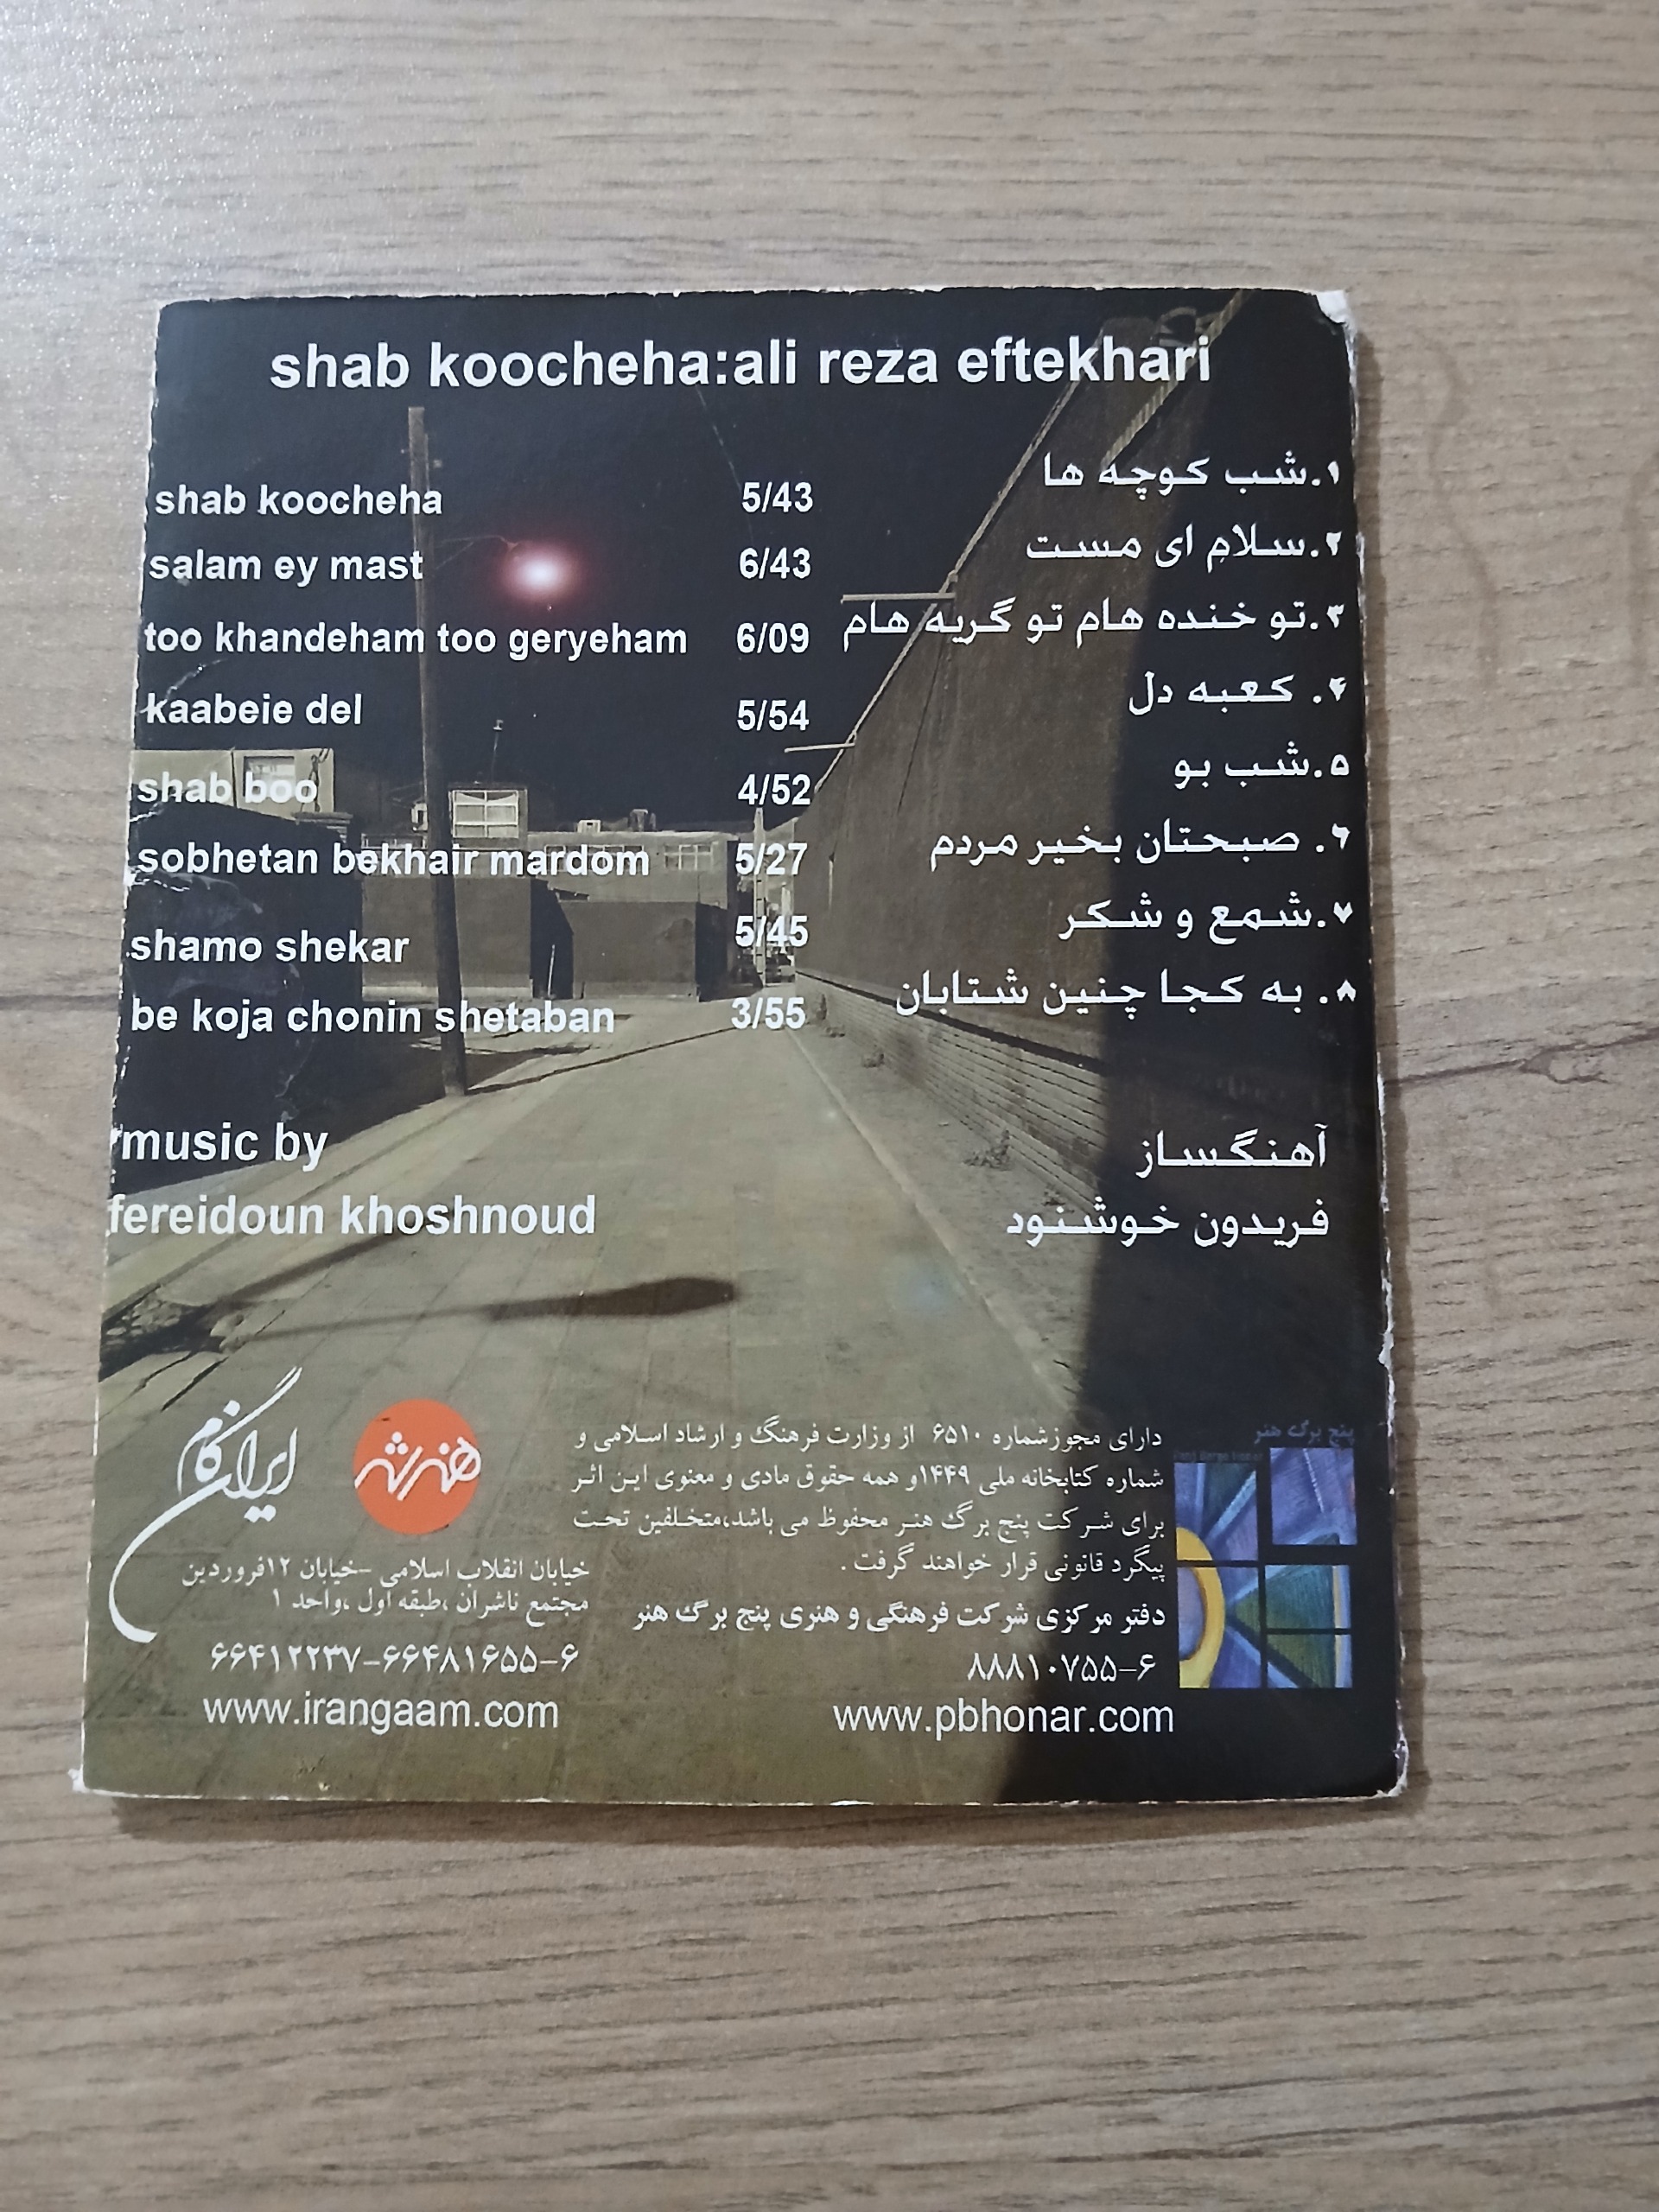 shab koocheha:ali reza eftekhari
shab koocheha 5/43 ۱.شب کوچه ها
salam ey mast 6/43 ۲.سلامِ ای مست
too khandeham too geryeham 6/09 ۳.تو خنده هام تو گریه هام
kaabeie del 5/54 ۴. کعبه دل
shab boo 4/52 ۵.شب بو
sobhetan bekhair mardom 5/27 ۶. صبحتان بخیر مردم
shamo shekar 5/45 ۷.شمع و شکر
be koja chonin shetaban 3/55 ۸. به کجا چنین شتابان
music by آهنگساز
fereidoun khoshnoud فریدون خوشنود
ایران گام
هنر
پنج برگ هنر
دارای مجوزشماره ۶۵۱۰ از وزارت فرهنگ و ارشاد اسلامی و
شماره کتابخانه ملی ۱۴۴۹و همه حقوق مادی و معنوی این اثر
برای شرکت پنج برگ هنر محفوظ می باشد،متخلفین تحت
پیگرد قانونی قرار خواهند گرفت .
دفتر مرکزی شرکت فرهنگی و هنری پنج برگ هنر
۸۸۸۱۰۷۵۵-۶
www.pbhonar.com
خیابان انقلاب اسلامی -خیابان ۱۲فروردین
مجتمع ناشران ،طبقه اول ،واحد ۱
۶۶۴۱۲۲۳۷-۶۶۴۸۱۶۵۵-۶
www.irangaam.com